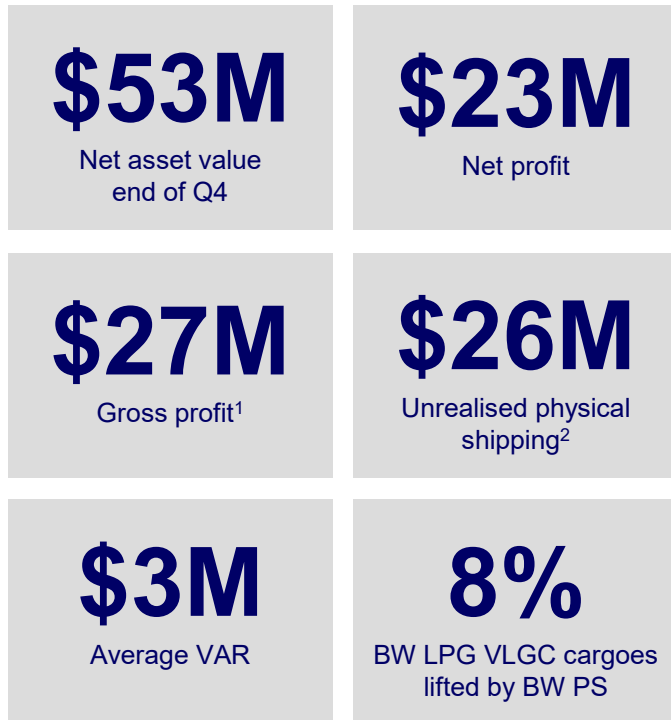 $53M
Net asset value
end of Q4
$23M
Net profit
$27M
Gross profit¹
$26M
Unrealised physical
shipping²
$3M
Average VAR
8%
BW LPG VLGC cargoes
lifted by BW PS